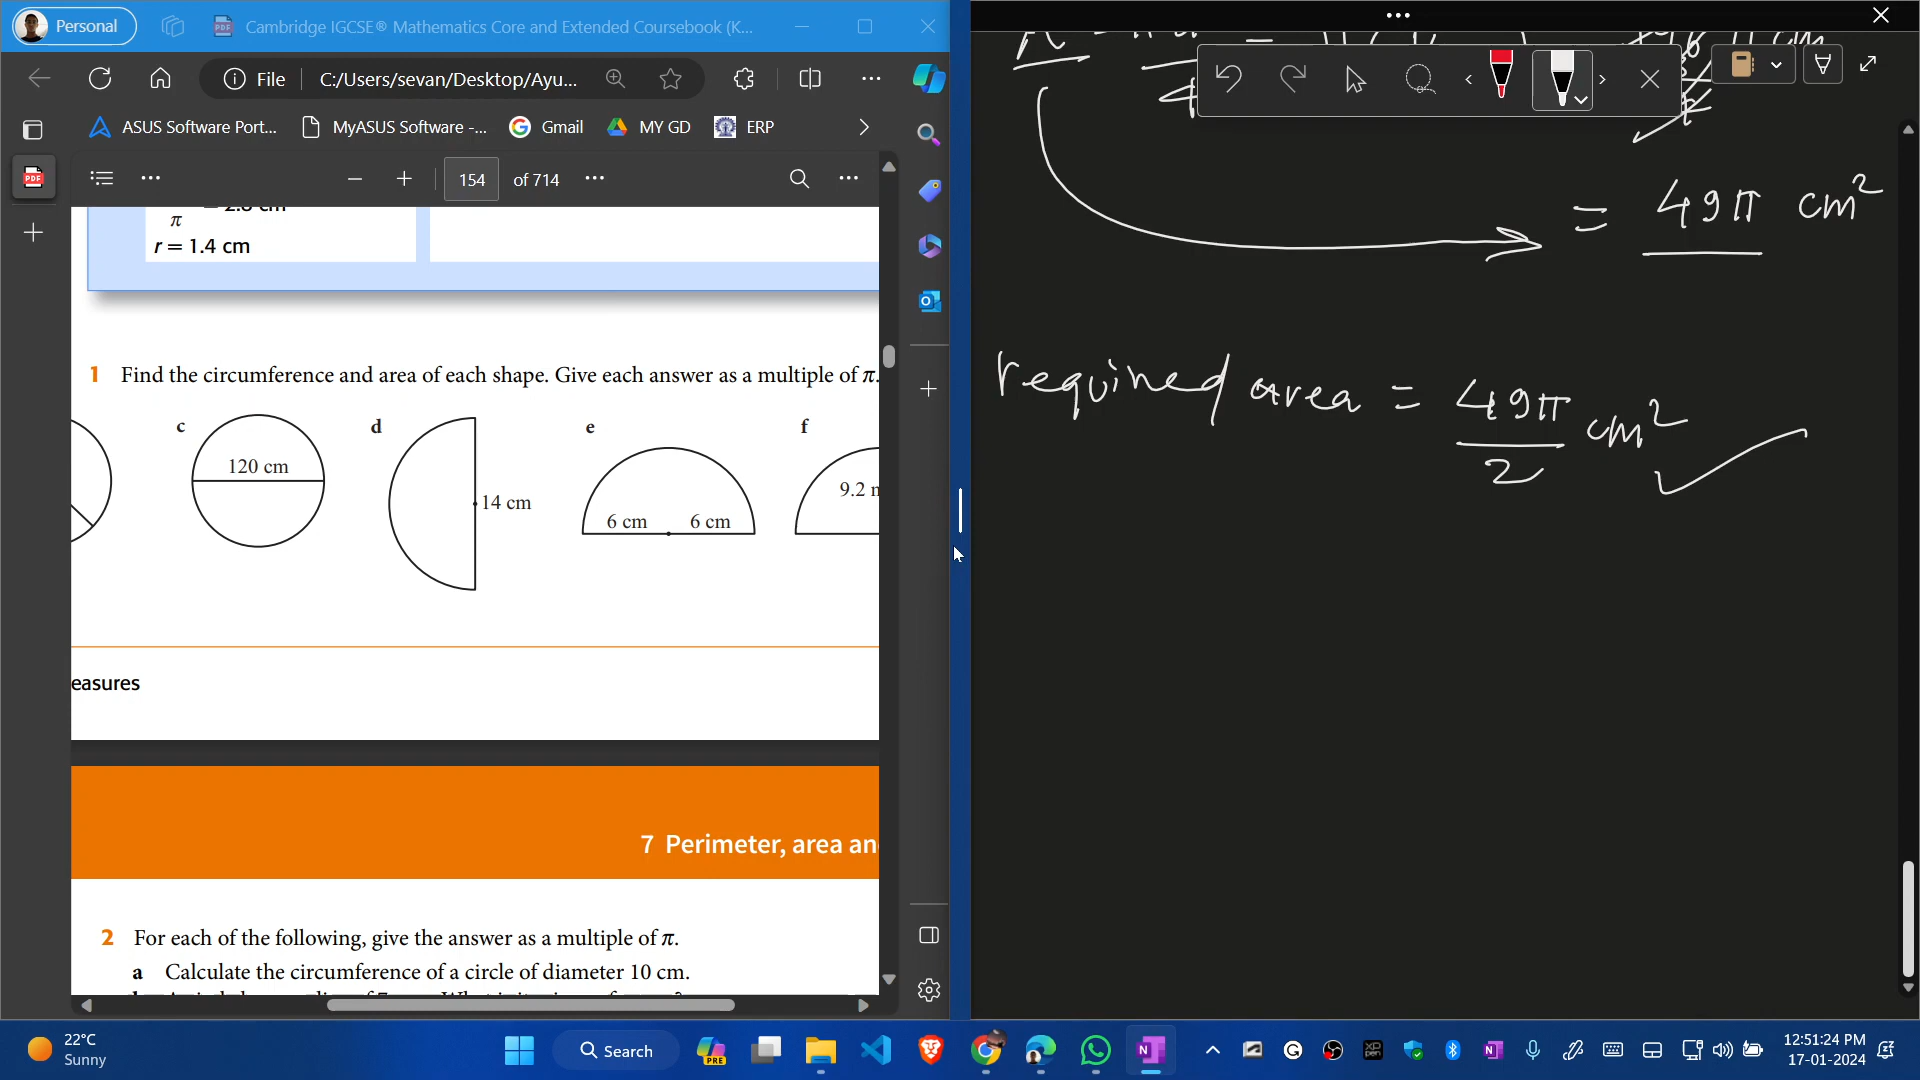 Personal
Cambridge IGCSE® Mathematics Core and Extended Coursebook (K...
File
C:/Users/sevan/Desktop/Ayu...
ASUS Software Port...
MyASUS Software -...
Gmail
MY GD
ERP
154
of 714
π
r = 1.4 cm
1 Find the circumference and area of each shape. Give each answer as a multiple of π.
c
d
e
f
120 cm
14 cm
6 cm
6 cm
easures
7 Perimeter, area an
2 For each of the following, give the answer as a multiple of π.
a Calculate the circumference of a circle of diameter 10 cm.
= 49π cm²
required area = 49π/2 cm²
22°C
Sunny
Search
PRE
12:51:24 PM
17-01-2024